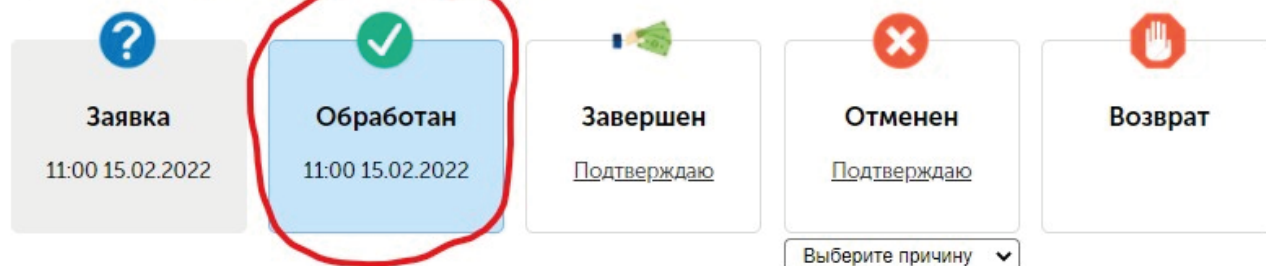 Заявка
11:00 15.02.2022
Обработан
11:00 15.02.2022
Завершен
Подтверждаю
Отменен
Подтверждаю
Выберите причину
Возврат